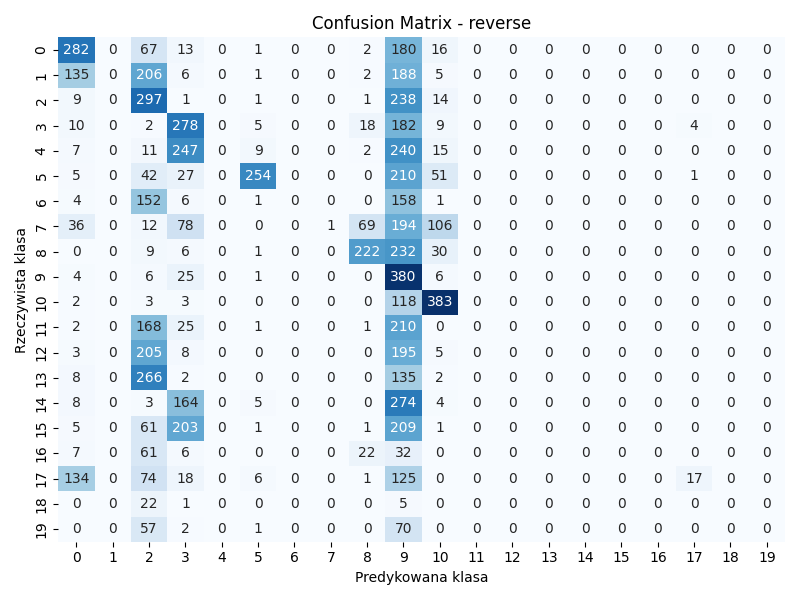 Confusion Matrix - reverse
Rzeczywista klasa
0 282 0 67 13 0 1 0 0 2 180 16 0 0 0 0 0 0 0 0 0
1 135 0 206 6 0 1 0 0 2 188 5 0 0 0 0 0 0 0 0 0
2 9 0 297 1 0 1 0 0 1 238 14 0 0 0 0 0 0 0 0 0
3 10 0 2 278 0 5 0 0 18 182 9 0 0 0 0 0 0 4 0 0
4 7 0 11 247 0 9 0 0 2 240 15 0 0 0 0 0 0 0 0 0
5 5 0 42 27 0 254 0 0 0 210 51 0 0 0 0 0 0 1 0 0
6 4 0 152 6 0 1 0 0 0 158 1 0 0 0 0 0 0 0 0 0
7 36 0 12 78 0 0 0 1 69 194 106 0 0 0 0 0 0 0 0 0
8 0 0 9 6 0 1 0 0 222 232 30 0 0 0 0 0 0 0 0 0
9 4 0 6 25 0 1 0 0 0 380 6 0 0 0 0 0 0 0 0 0
10 2 0 3 3 0 0 0 0 0 118 383 0 0 0 0 0 0 0 0 0
11 2 0 168 25 0 1 0 0 1 210 0 0 0 0 0 0 0 0 0 0
12 3 0 205 8 0 0 0 0 0 195 5 0 0 0 0 0 0 0 0 0
13 8 0 266 2 0 0 0 0 0 135 2 0 0 0 0 0 0 0 0 0
14 8 0 3 164 0 5 0 0 0 274 4 0 0 0 0 0 0 0 0 0
15 5 0 61 203 0 1 0 0 1 209 1 0 0 0 0 0 0 0 0 0
16 7 0 61 6 0 0 0 0 22 32 0 0 0 0 0 0 0 0 0 0
17 134 0 74 18 0 6 0 0 1 125 0 0 0 0 0 0 0 17 0 0
18 0 0 22 1 0 0 0 0 0 5 0 0 0 0 0 0 0 0 0 0
19 0 0 57 2 0 1 0 0 0 70 0 0 0 0 0 0 0 0 0 0
0 1 2 3 4 5 6 7 8 9 10 11 12 13 14 15 16 17 18 19
Predykowana klasa